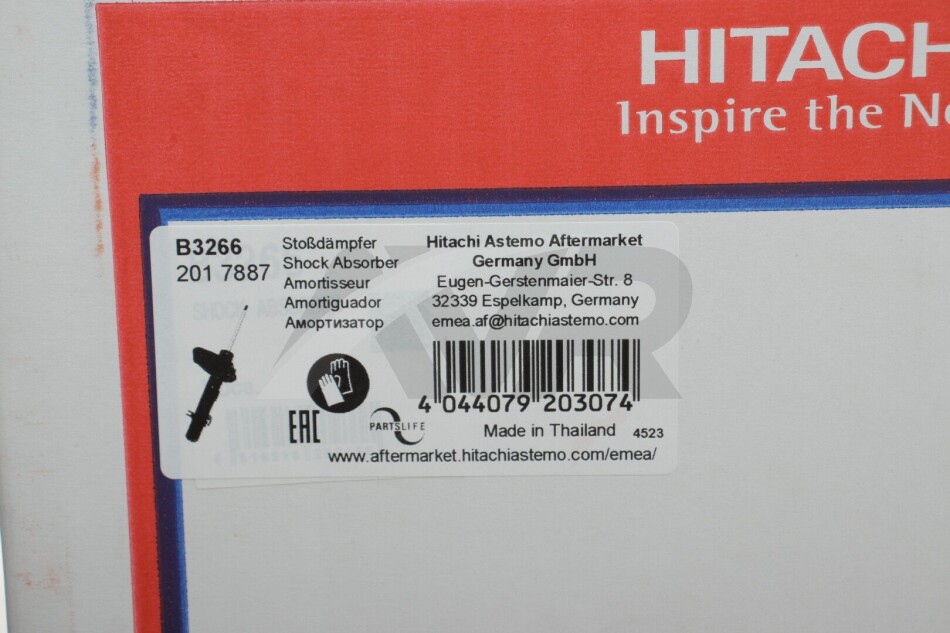 HITACH
Inspire the Ne
B3266
201 7887
Stoßdämpfer
Shock Absorber
Amortisseur
Amortiguador
Амортизатор
Hitachi Astemo Aftermarket
Germany GmbH
Eugen-Gerstenmaier-Str. 8
32339 Espelkamp, Germany
emea.af@hitachiastemo.com
4 044079 203074
EAC
PARTSLIFE
Made in Thailand 4523
www.aftermarket.hitachiastemo.com/emea/
AVR